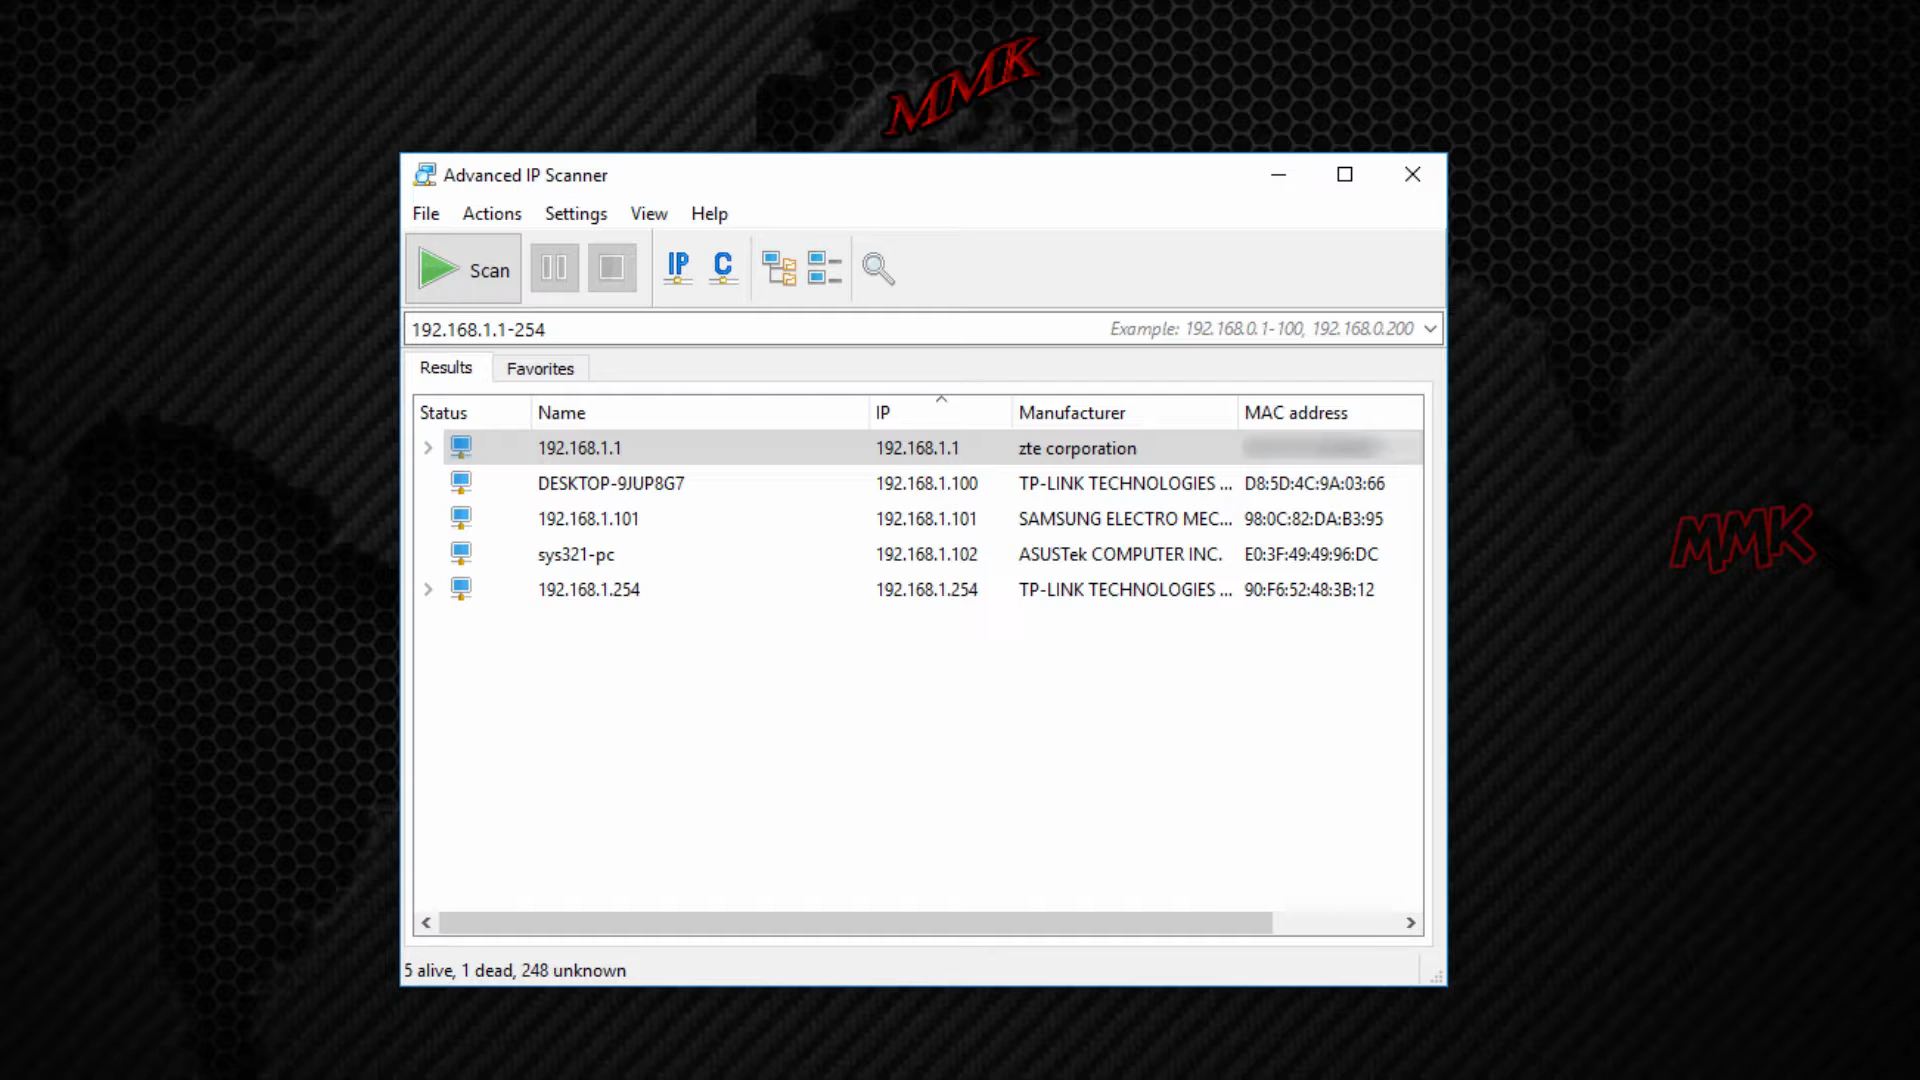 MMK
Advanced IP Scanner
File Actions Settings View Help
Scan IP C
192.168.1.1-254 Example: 192.168.0.1-100, 192.168.0.200
Results Favorites
Status Name IP Manufacturer MAC address
192.168.1.1 192.168.1.1 zte corporation
DESKTOP-9JUP8G7 192.168.1.100 TP-LINK TECHNOLOGIES ... D8:5D:4C:9A:03:66
192.168.1.101 192.168.1.101 SAMSUNG ELECTRO MEC... 98:0C:82:DA:B3:95
MMK
sys321-pc 192.168.1.102 ASUSTek COMPUTER INC. E0:3F:49:49:96:DC
192.168.1.254 192.168.1.254 TP-LINK TECHNOLOGIES ... 90:F6:52:48:3B:12
5 alive, 1 dead, 248 unknown